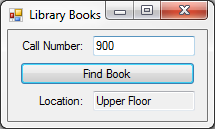 Library Books
Call Number: 900
Find Book
Location: Upper Floor